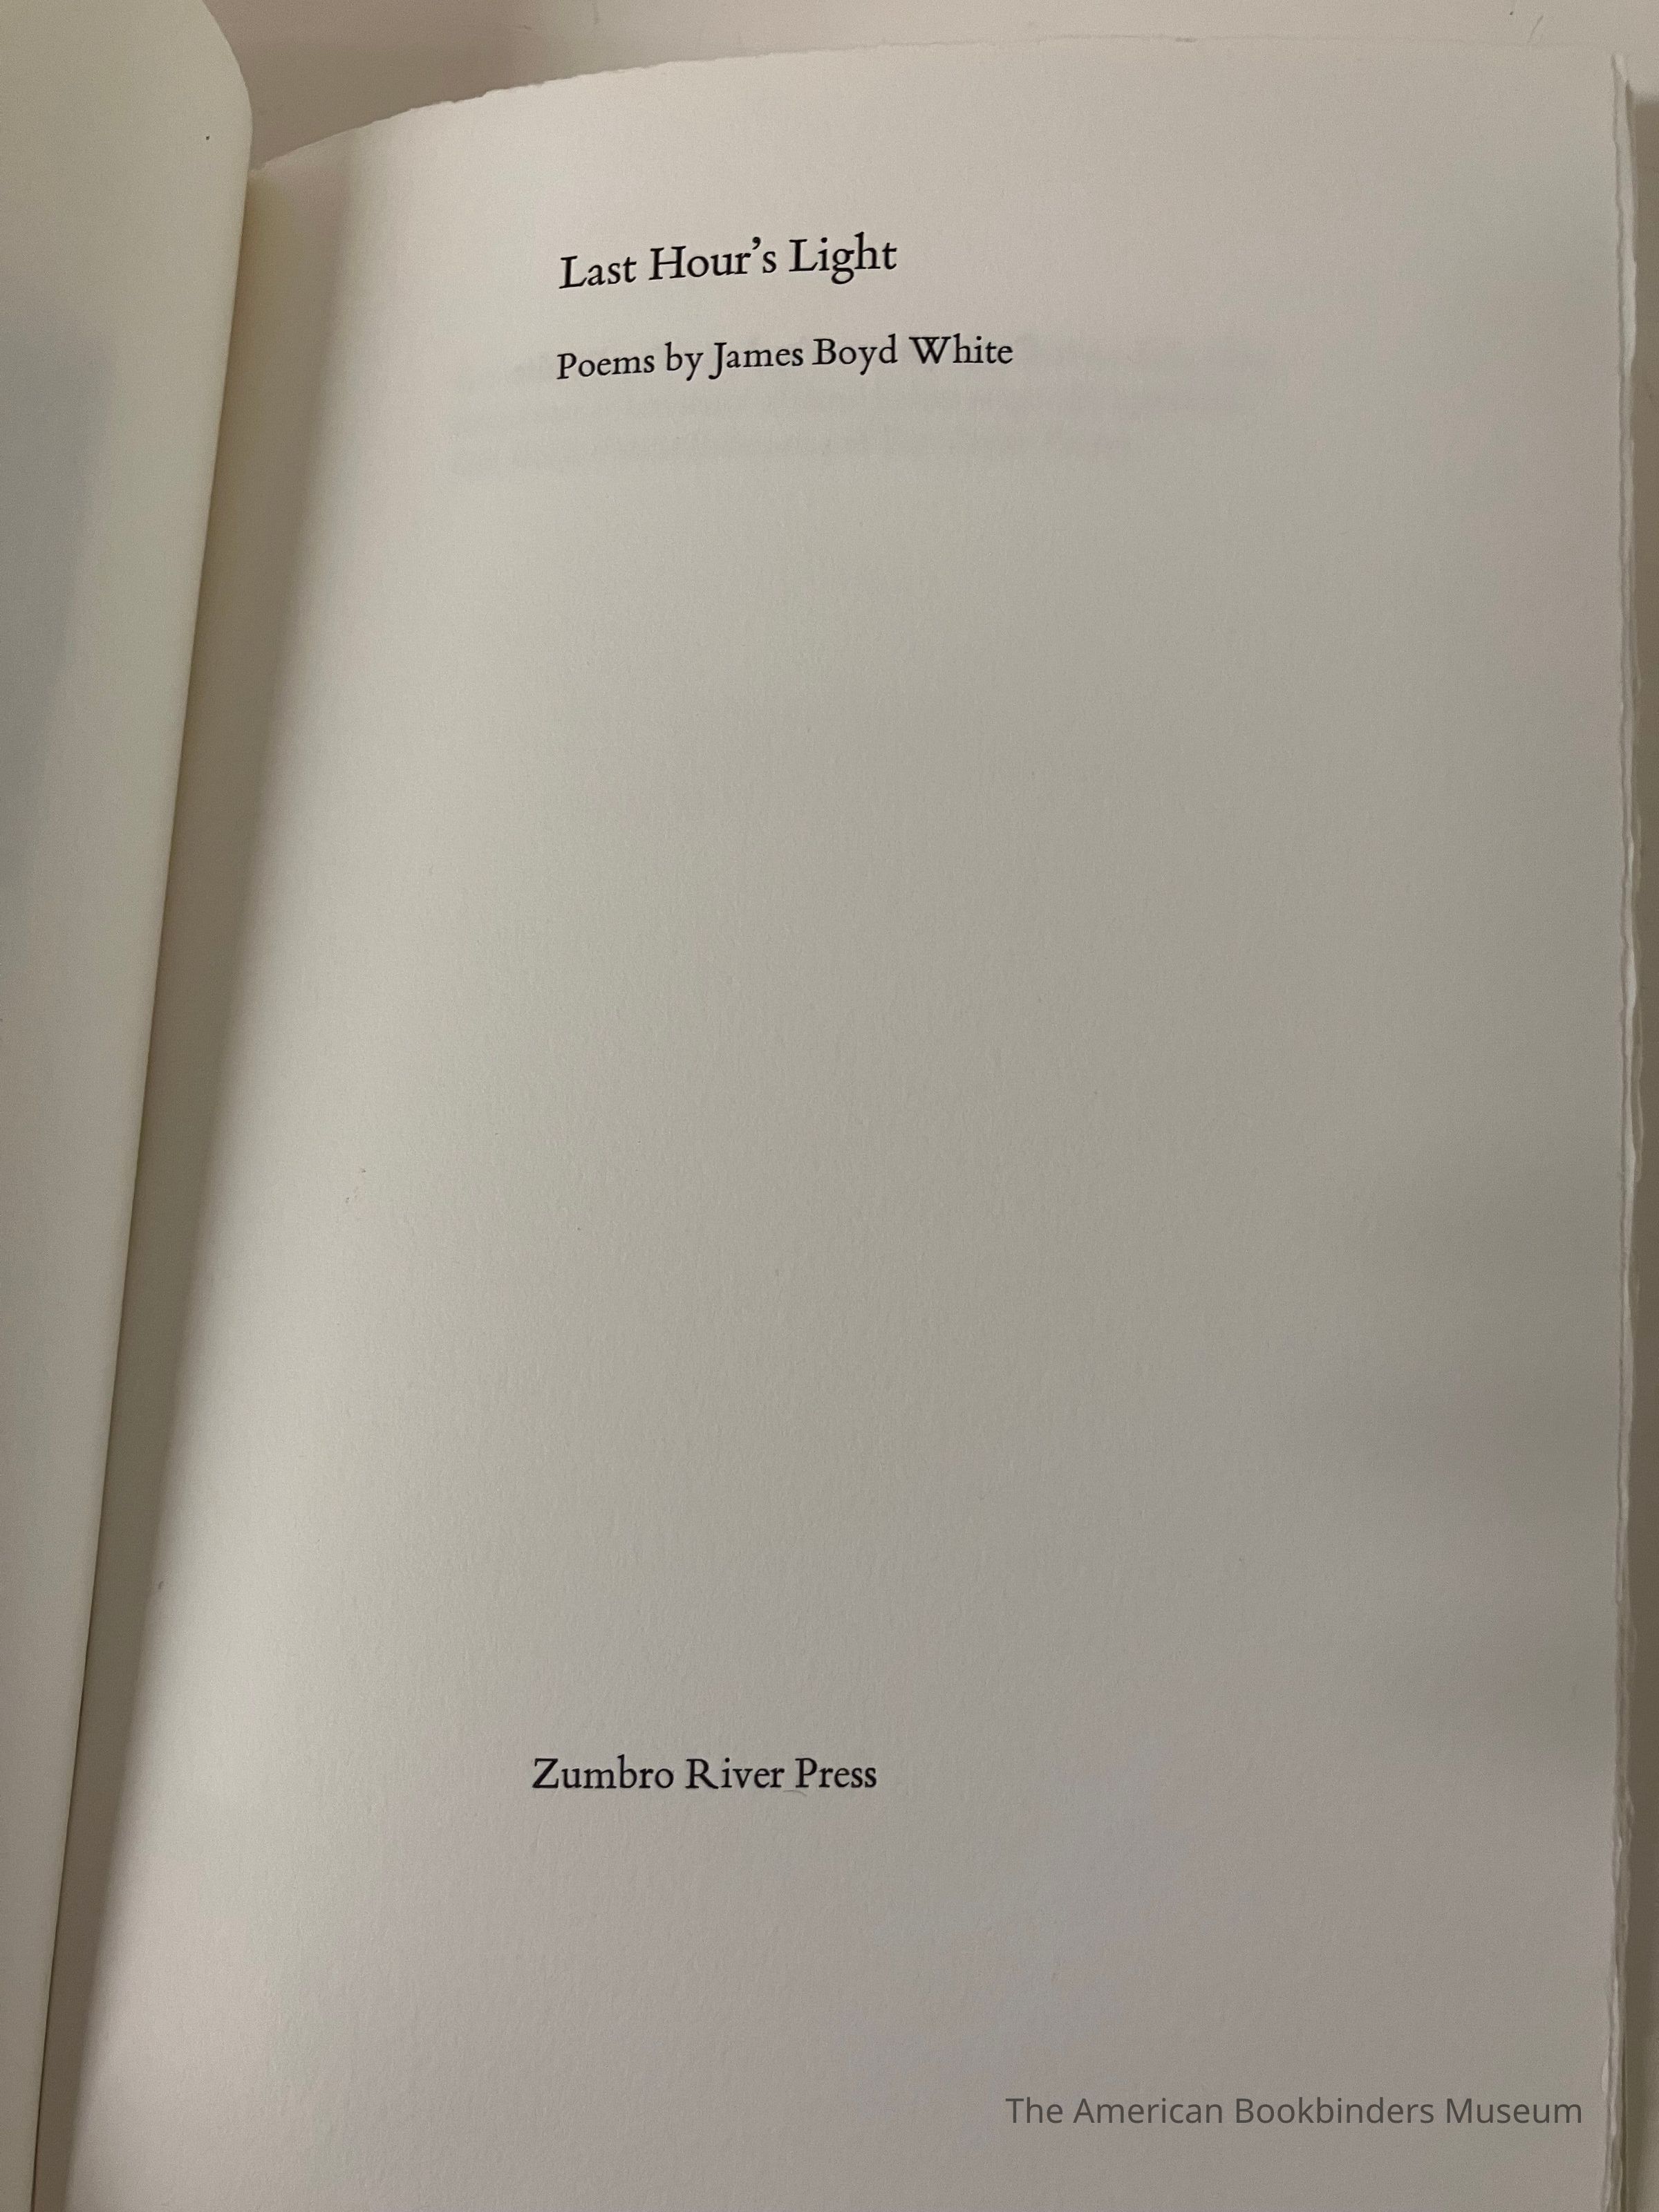 Last Hour’s Light
Poems by James Boyd White
Zumbro River Press
The American Bookbinders Museum